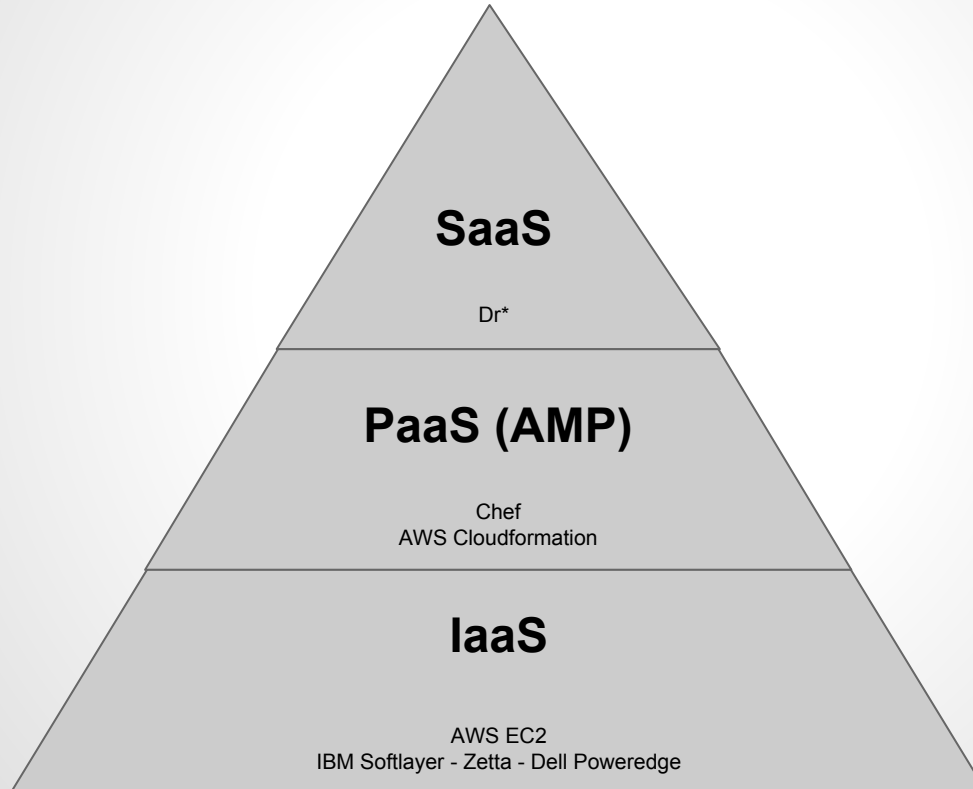 SaaS
Dr*
PaaS (AMP)
Chef
AWS Cloudformation
IaaS
AWS EC2
IBM Softlayer - Zetta - Dell Poweredge